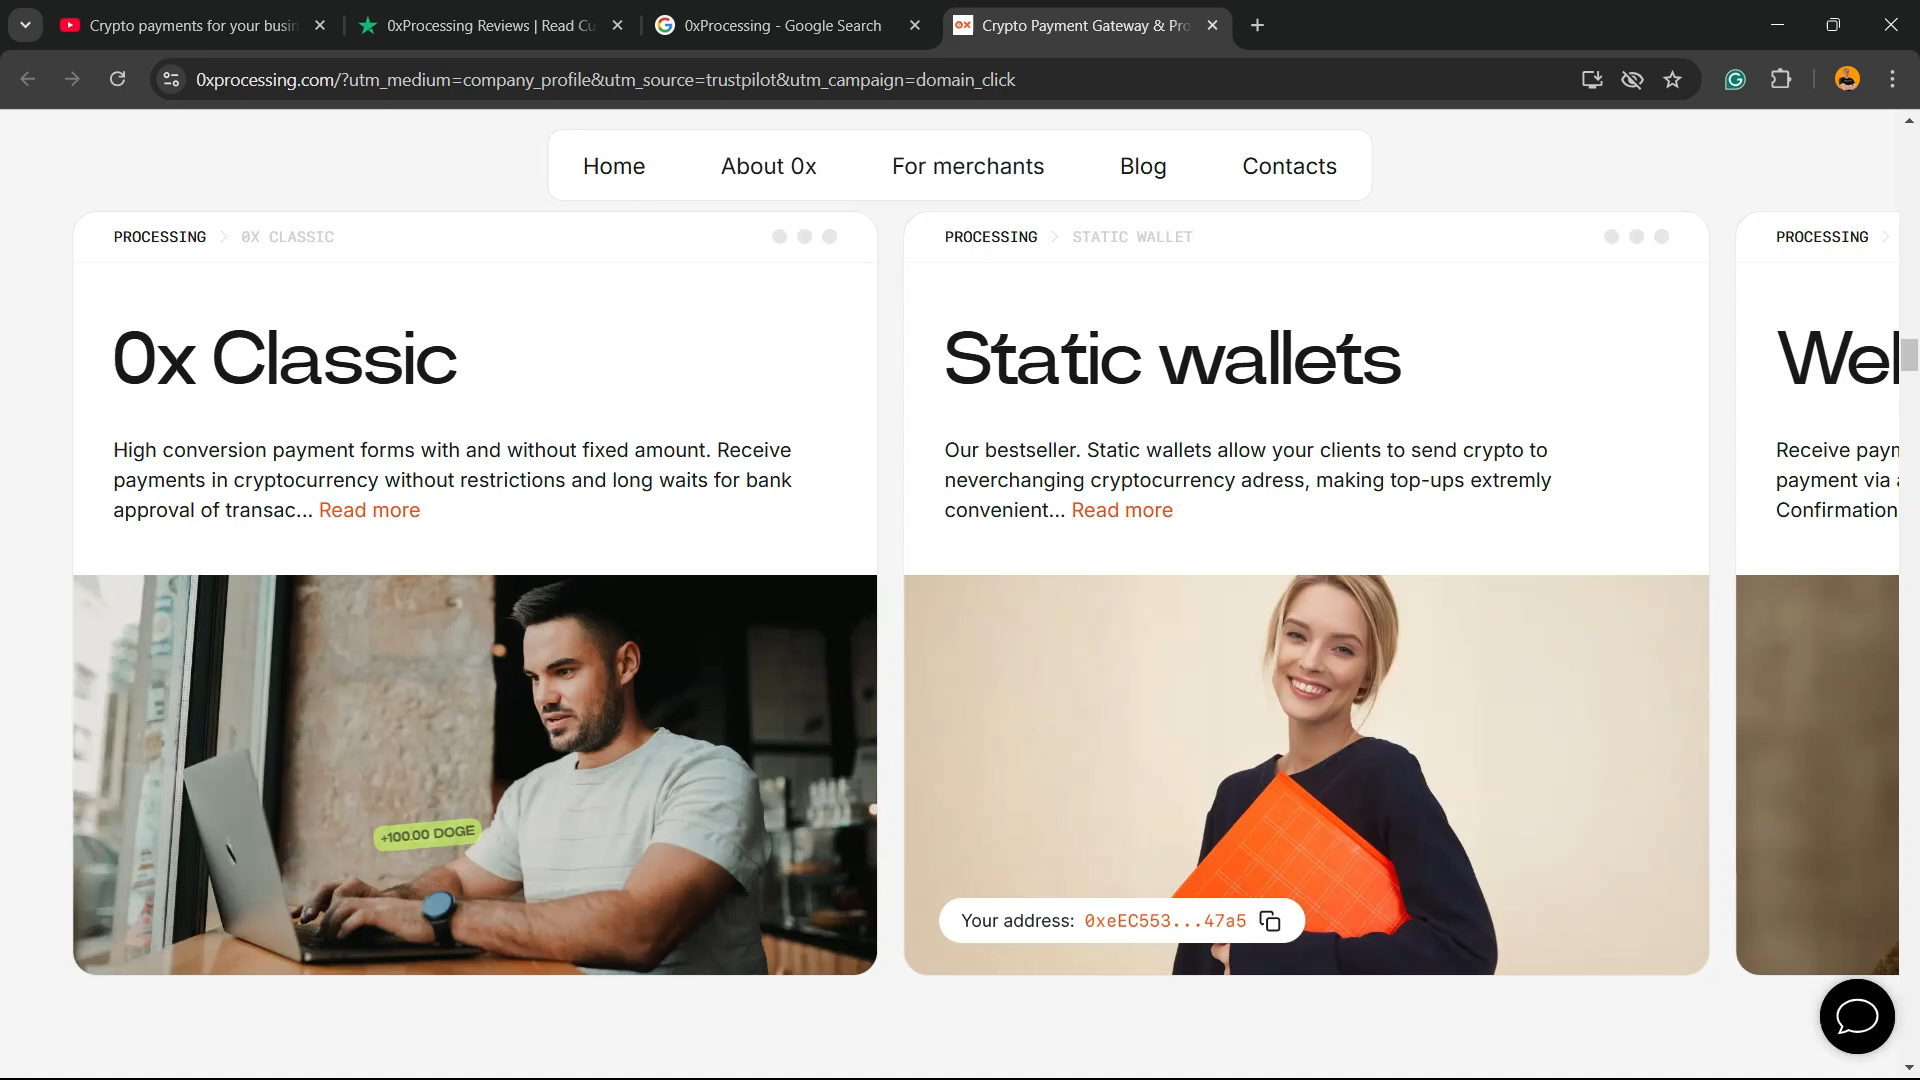 Crypto payments for your busin
0xProcessing Reviews | Read Cu
0xProcessing - Google Search
Crypto Payment Gateway & Pro
0xprocessing.com/?utm_medium=company_profile&utm_source=trustpilot&utm_campaign=domain_click
Home
About 0x
For merchants
Blog
Contacts
PROCESSING > 0X CLASSIC
0x Classic
High conversion payment forms with and without fixed amount. Receive
payments in cryptocurrency without restrictions and long waits for bank
approval of transac... Read more
+100.00 DOGE
PROCESSING > STATIC WALLET
Static wallets
Our bestseller. Static wallets allow your clients to send crypto to
neverchanging cryptocurrency adress, making top-ups extremly
convenient... Read more
Your address: 0xeEC553...47a5
PROCESSING >
Wel
Receive payn
payment via a
Confirmation